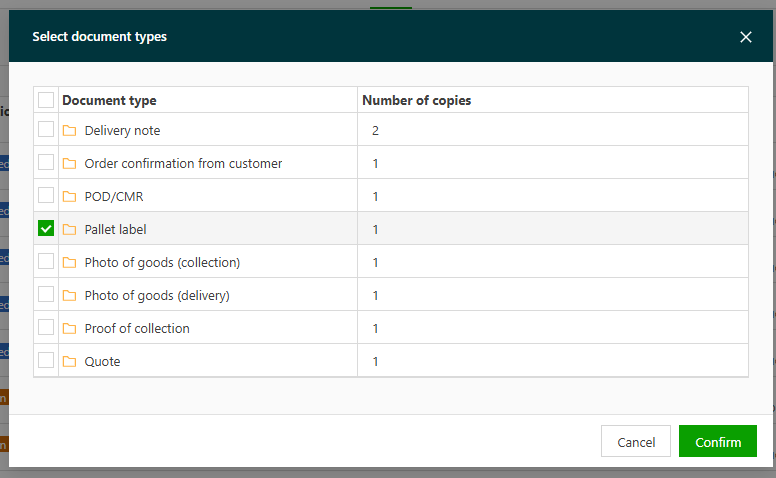 Select document types
Document type Number of copies
Delivery note 2
Order confirmation from customer 1
POD/CMR 1
Pallet label 1
Photo of goods (collection) 1
Photo of goods (delivery) 1
Proof of collection 1
Quote 1
Cancel Confirm